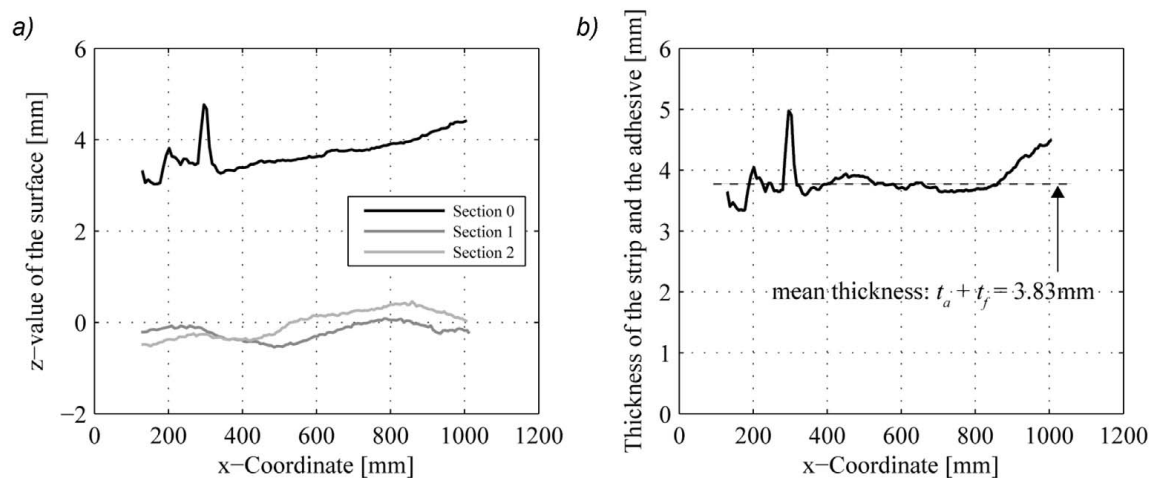 a)
z−value of the surface [mm]
6
4
2
0
−2
Section 0
Section 1
Section 2
0 200 400 600 800 1000 1200
x−Coordinate [mm]
b)
Thickness of the strip and the adhesive [mm]
6
5
4
3
2
1
0
mean thickness: tₐ + t_f = 3.83mm
0 200 400 600 800 1000 1200
x−Coordinate [mm]